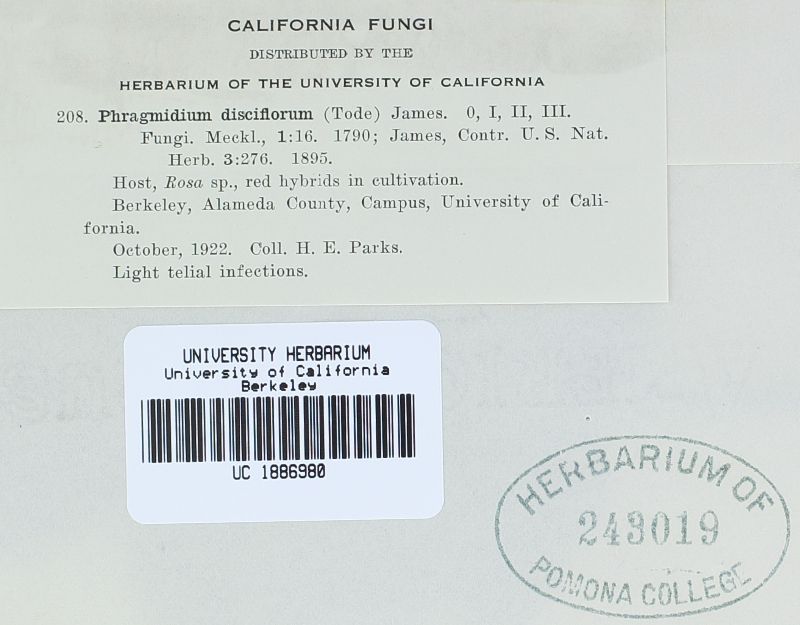 CALIFORNIA FUNGI
DISTRIBUTED BY THE
HERBARIUM OF THE UNIVERSITY OF CALIFORNIA
208. Phragmidium disciflorum (Tode) James. 0, I, II, III.
Fungi. Meckl., 1:16. 1790; James, Contr. U. S. Nat.
Herb. 3:276. 1895.
Host, Rosa sp., red hybrids in cultivation.
Berkeley, Alameda County, Campus, University of Cali-
fornia.
October, 1922. Coll. H. E. Parks.
Light telial infections.
UNIVERSITY HERBARIUM
University of California
Berkeley
UC 1886980
HERBARIUM OF
243019
POMONA COLLEGE